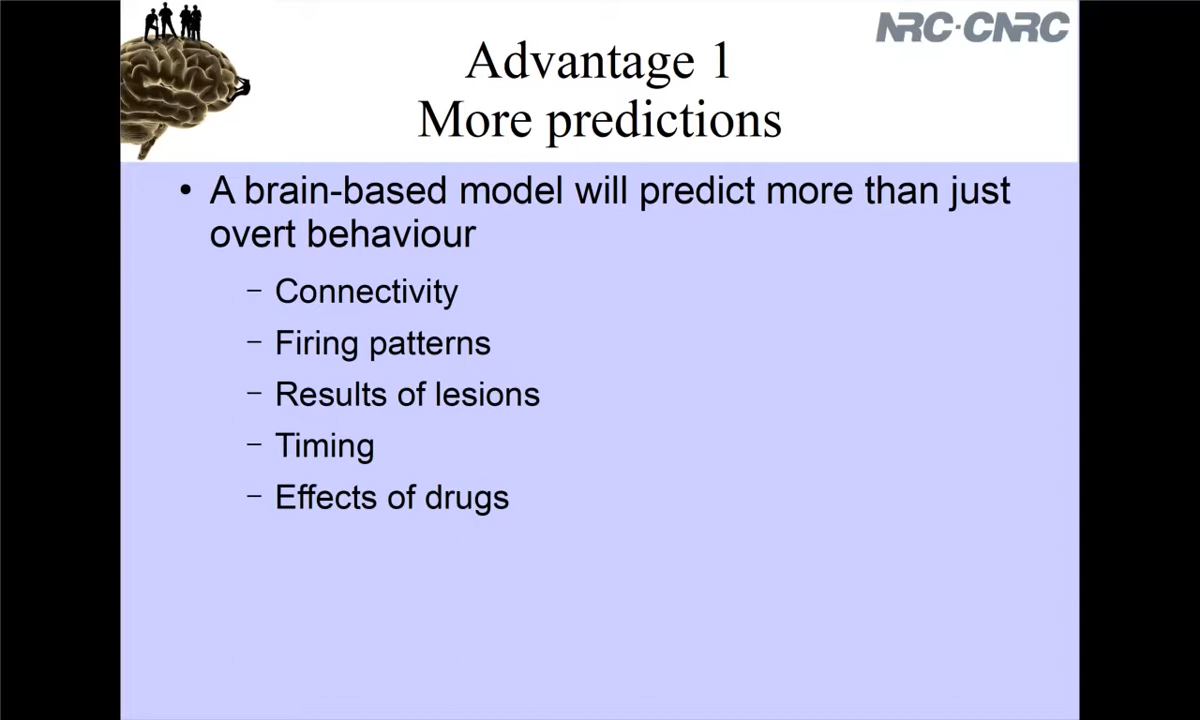 NRC·CNRC
Advantage 1
More predictions
• A brain-based model will predict more than just
overt behaviour
– Connectivity
– Firing patterns
– Results of lesions
– Timing
– Effects of drugs